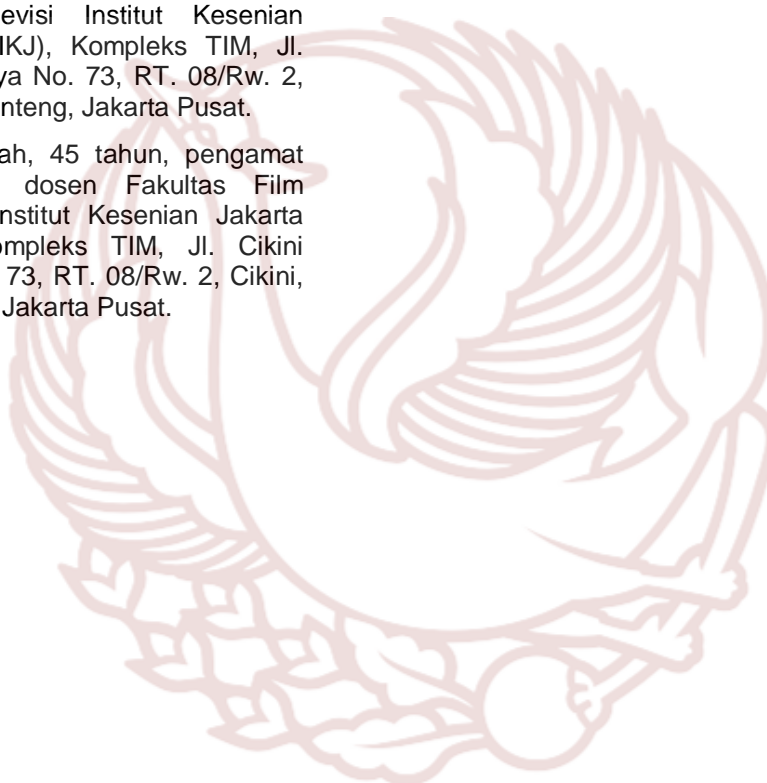 evisi Institut Kesenian
IKJ), Kompleks TIM, Jl.
ya No. 73, RT. 08/Rw. 2,
nteng, Jakarta Pusat.
ah, 45 tahun, pengamat
dosen Fakultas Film
nstitut Kesenian Jakarta
ompleks TIM, Jl. Cikini
73, RT. 08/Rw. 2, Cikini,
Jakarta Pusat.